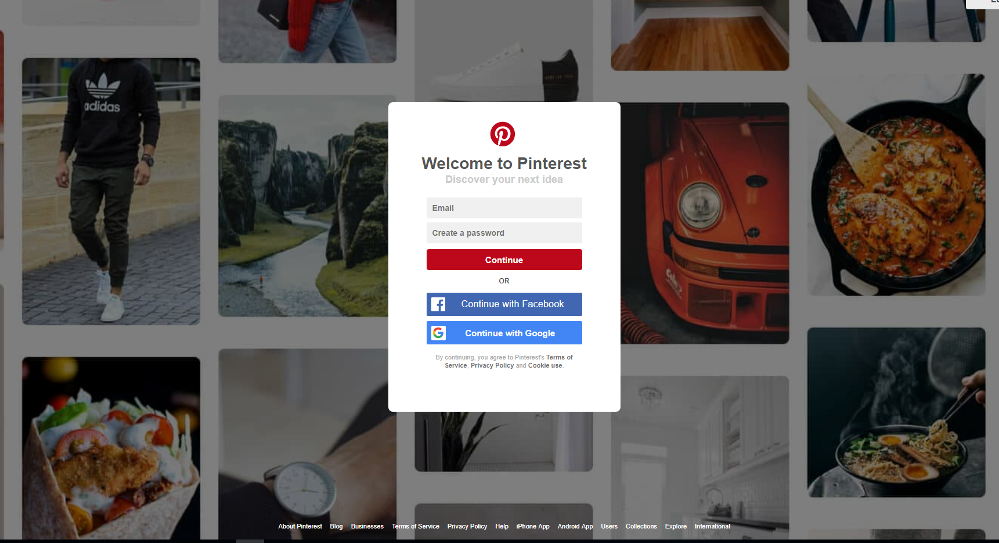 adidas
Welcome to Pinterest
Discover your next idea
Email
Create a password
Continue
OR
Continue with Facebook
Continue with Google
By continuing, you agree to Pinterest's Terms of
Service, Privacy Policy and Cookie use.
About Pinterest Blog Businesses Terms of Service Privacy Policy Help iPhone App Android App Users Collections Explore International